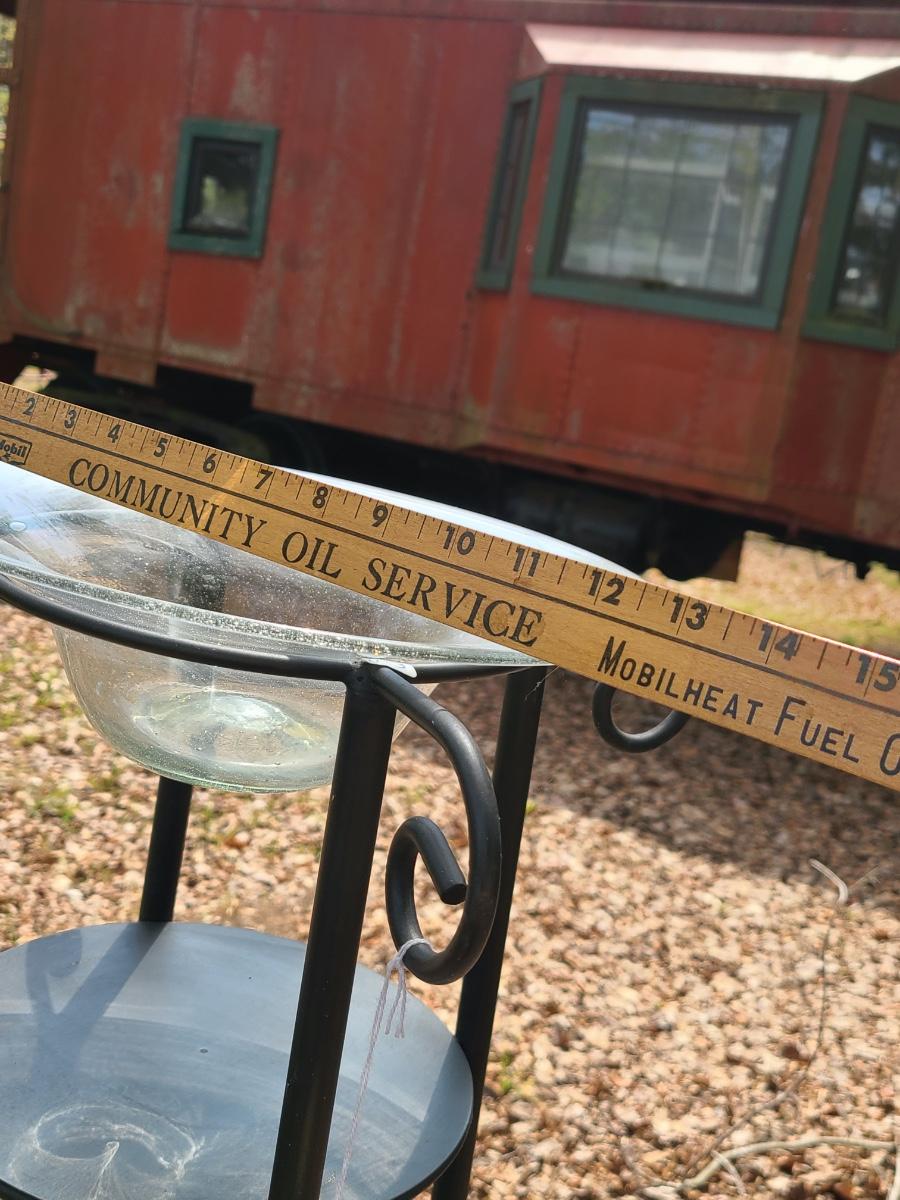 2 3 4 5 6 7 8 9 10 11 12 13 14 15
Mobil
COMMUNITY OIL SERVICE
MOBILHEAT FUEL O